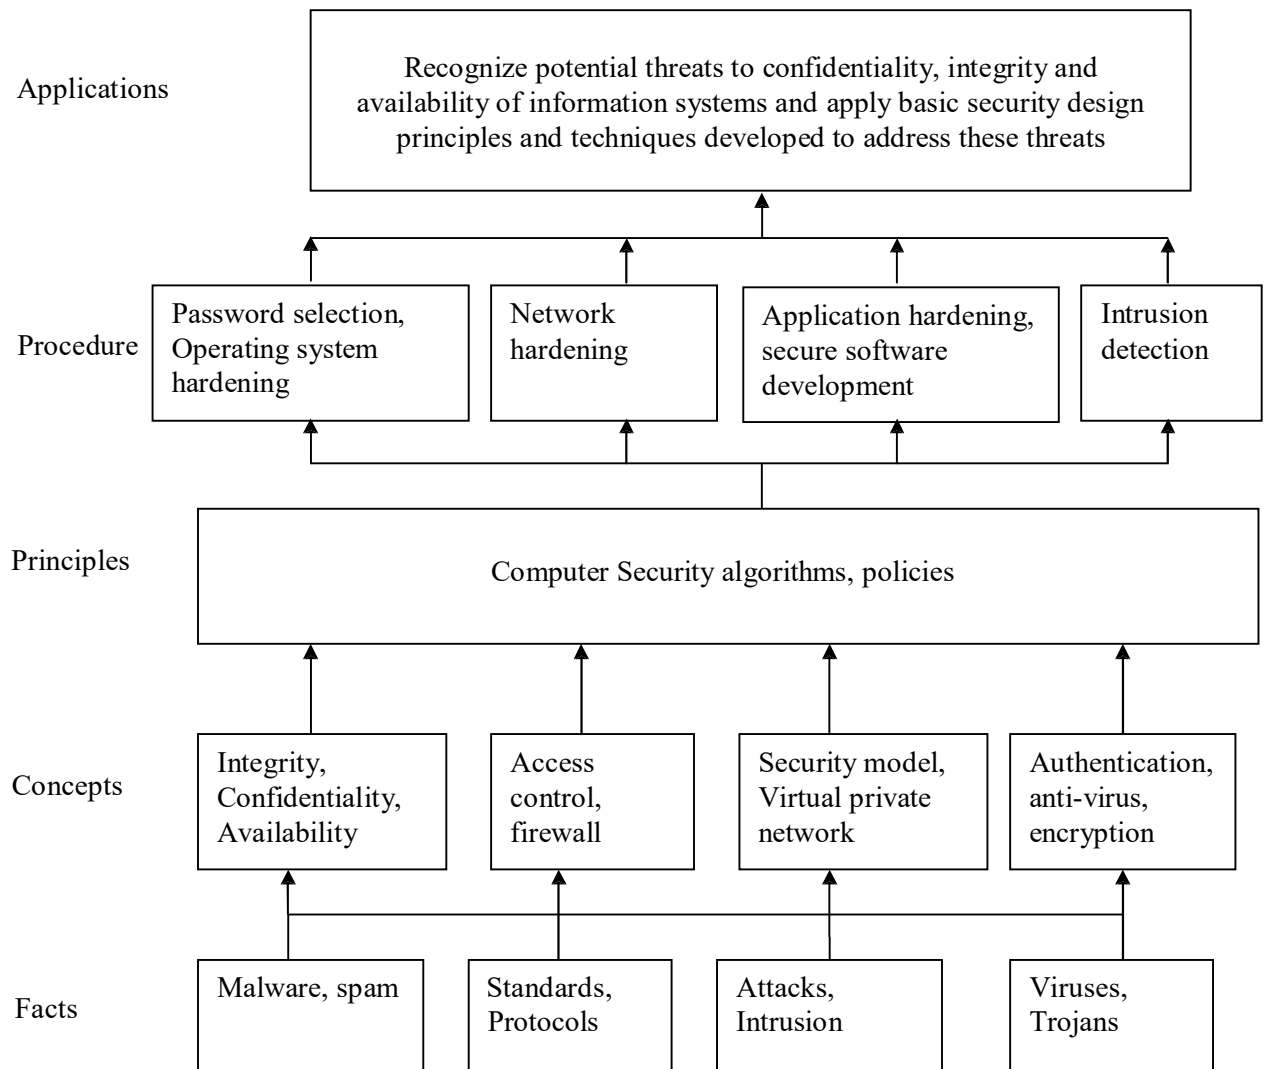 Applications
Recognize potential threats to confidentiality, integrity and
availability of information systems and apply basic security design
principles and techniques developed to address these threats
Procedure
Password selection,
Operating system
hardening
Network
hardening
Application hardening,
secure software
development
Intrusion
detection
Principles
Computer Security algorithms, policies
Concepts
Integrity,
Confidentiality,
Availability
Access
control,
firewall
Security model,
Virtual private
network
Authentication,
anti-virus,
encryption
Facts
Malware, spam
Standards,
Protocols
Attacks,
Intrusion
Viruses,
Trojans